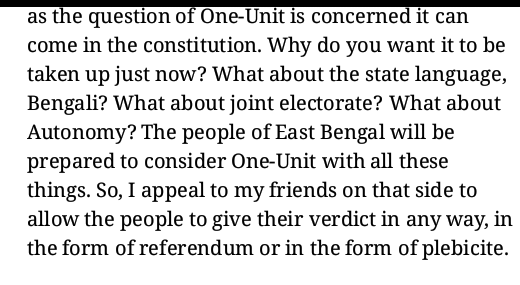 as the question of One-Unit is concerned it can
come in the constitution. Why do you want it to be
taken up just now? What about the state language,
Bengali? What about joint electorate? What about
Autonomy? The people of East Bengal will be
prepared to consider One-Unit with all these
things. So, I appeal to my friends on that side to
allow the people to give their verdict in any way, in
the form of referendum or in the form of plebicite.